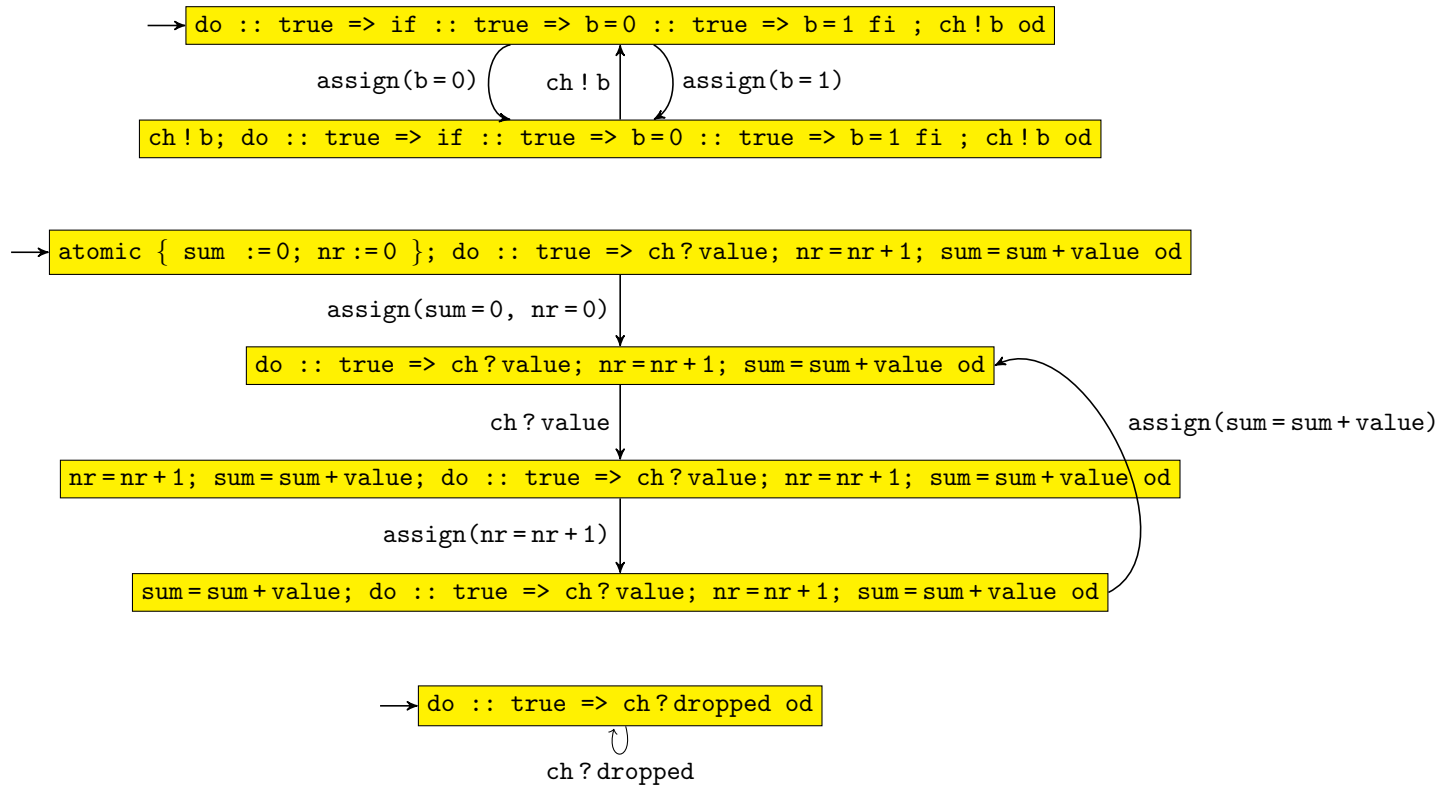 do :: true => if :: true => b=0 :: true => b=1 fi ; ch!b od
assign(b=0) ch!b assign(b=1)
ch!b; do :: true => if :: true => b=0 :: true => b=1 fi ; ch!b od
atomic { sum :=0; nr:=0 }; do :: true => ch?value; nr=nr+1; sum=sum+value od
assign(sum=0, nr=0)
do :: true => ch?value; nr=nr+1; sum=sum+value od
ch?value assign(sum=sum+value)
nr=nr+1; sum=sum+value; do :: true => ch?value; nr=nr+1; sum=sum+value od
assign(nr=nr+1)
sum=sum+value; do :: true => ch?value; nr=nr+1; sum=sum+value od
do :: true => ch?dropped od
ch?dropped